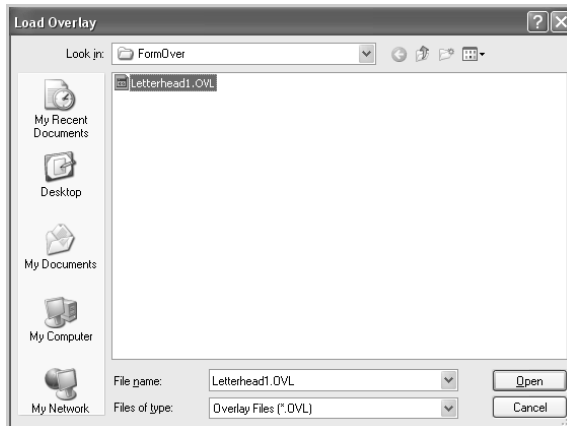 Load Overlay
Look in: FormOver
Letterhead1.OVL
My Recent
Documents
Desktop
My Documents
My Computer
My Network
File name: Letterhead1.OVL Open
Files of type: Overlay Files (*.OVL) Cancel